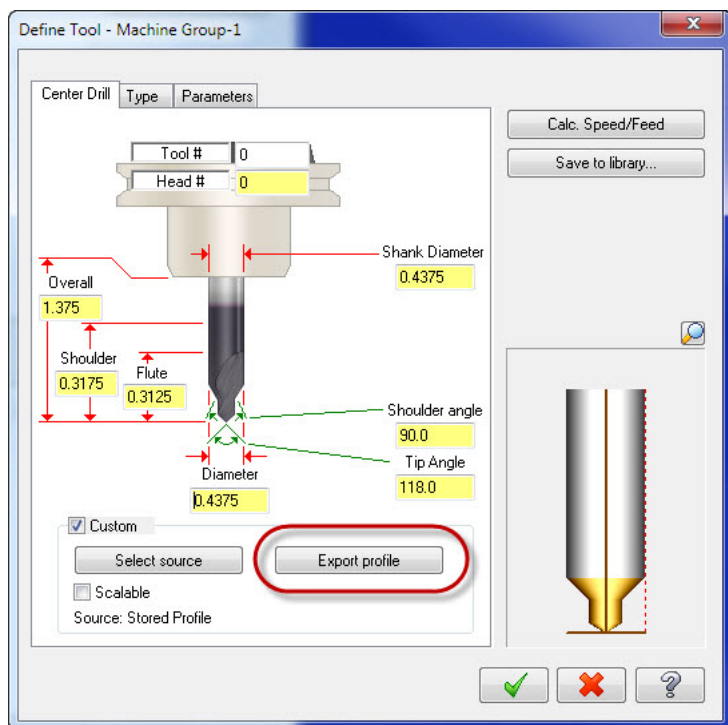 Define Tool - Machine Group-1
Center Drill Type Parameters
Calc. Speed/Feed
Save to library...
Tool # 0
Head # 0
Shank Diameter
0.4375
Overall
1.375
Shoulder
0.3175
Flute
0.3125
Shoulder angle
90.0
Tip Angle
118.0
Diameter
0.4375
Custom
Select source
Export profile
Scalable
Source: Stored Profile